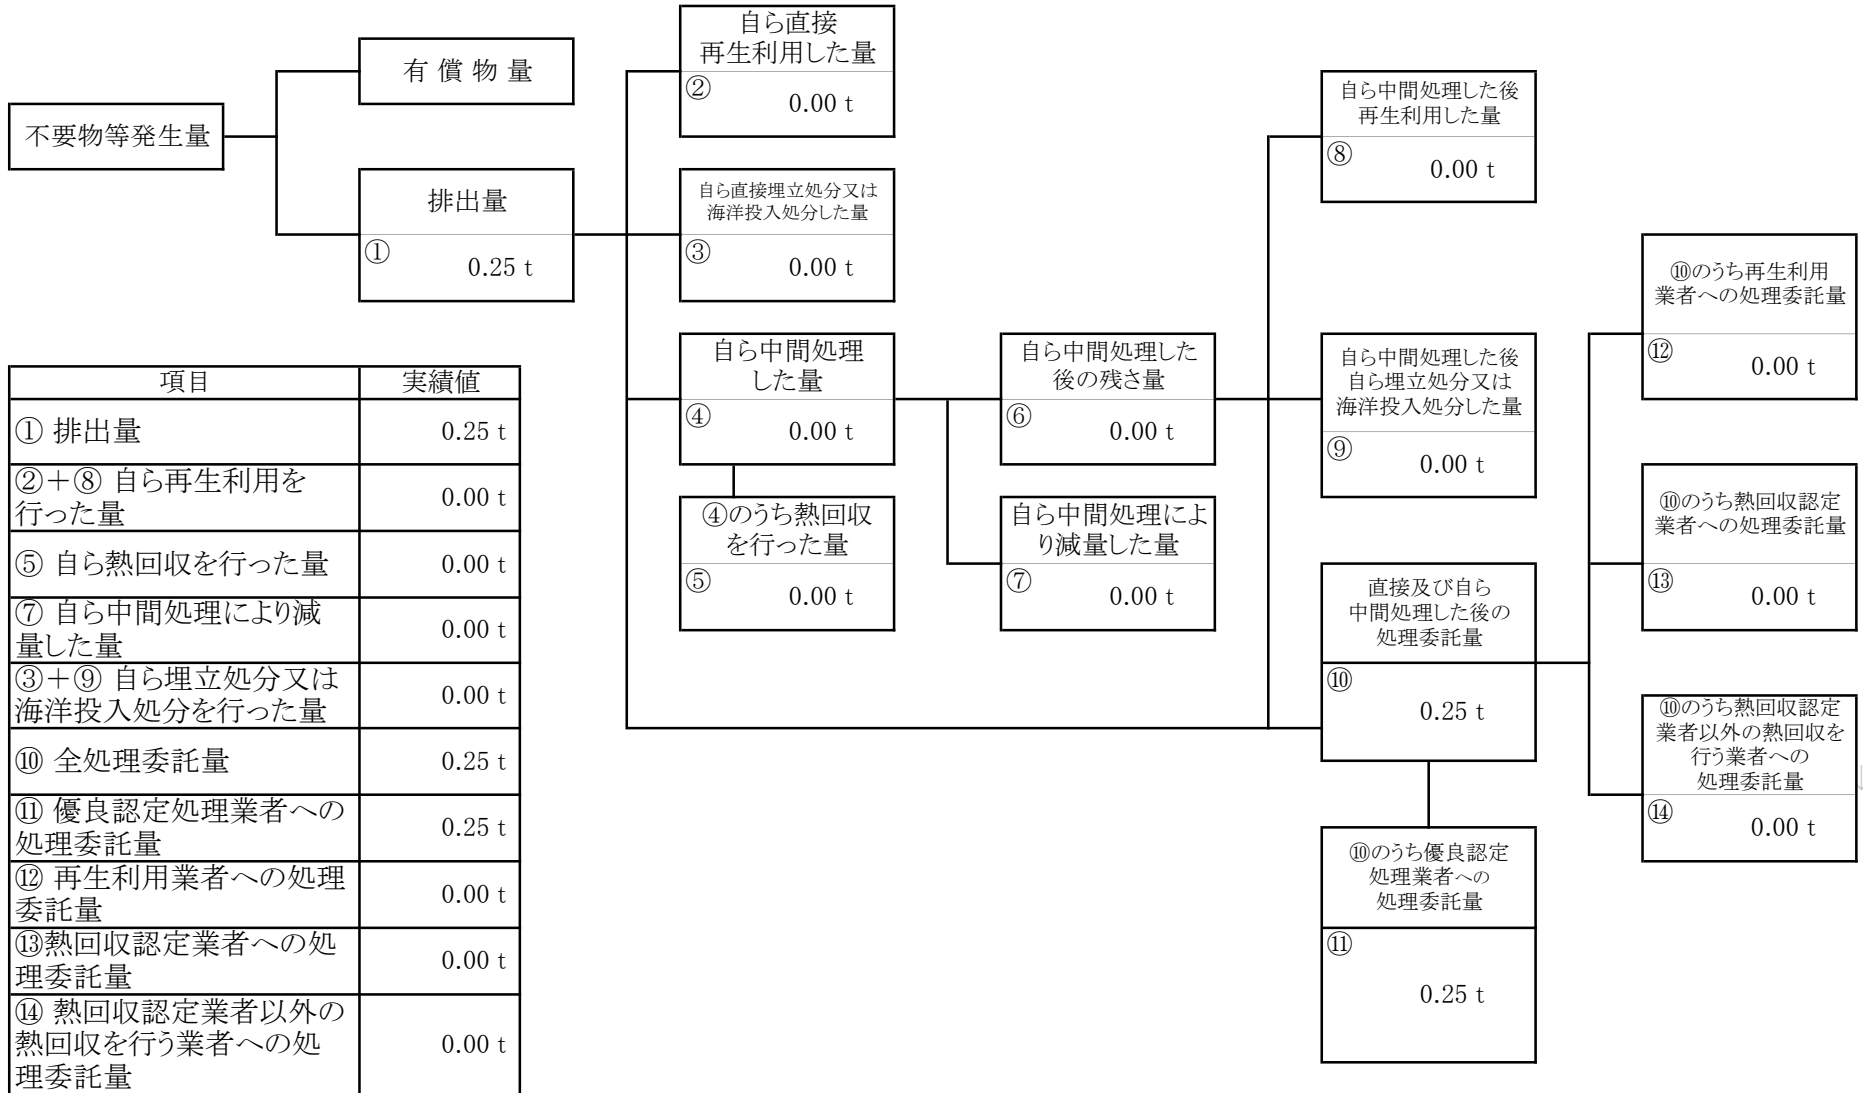 不要物等発生量
有 償 物 量
排出量
①
0.25 t
自ら直接
再生利用した量
②
0.00 t
自ら直接埋立処分又は
海洋投入処分した量
③
0.00 t
自ら中間処理
した量
④
0.00 t
④のうち熱回収
を行った量
⑤
0.00 t
自ら中間処理した
後の残さ量
⑥
0.00 t
自ら中間処理によ
り減量した量
⑦
0.00 t
自ら中間処理した後
再生利用した量
⑧
0.00 t
自ら中間処理した後
自ら埋立処分又は
海洋投入処分した量
⑨
0.00 t
直接及び自ら
中間処理した後の
処理委託量
⑩
0.25 t
⑩のうち優良認定
処理業者への
処理委託量
⑪
0.25 t
⑩のうち再生利用
業者への処理委託量
⑫
0.00 t
⑩のうち熱回収認定
業者への処理委託量
⑬
0.00 t
⑩のうち熱回収認定
業者以外の熱回収を
行う業者への
処理委託量
⑭
0.00 t
項目 実績値
① 排出量 0.25 t
②+⑧ 自ら再生利用を
行った量 0.00 t
⑤ 自ら熱回収を行った量 0.00 t
⑦ 自ら中間処理により減
量した量 0.00 t
③+⑨ 自ら埋立処分又は
海洋投入処分を行った量 0.00 t
⑩ 全処理委託量 0.25 t
⑪ 優良認定処理業者への
処理委託量 0.25 t
⑫ 再生利用業者への処理
委託量 0.00 t
⑬熱回収認定業者への処
理委託量 0.00 t
⑭ 熱回収認定業者以外の
熱回収を行う業者への処 0.00 t
理委託量